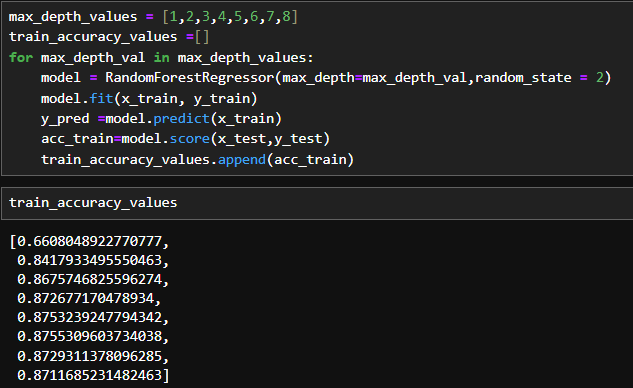 max_depth_values = [1,2,3,4,5,6,7,8]
train_accuracy_values =[]
for max_depth_val in max_depth_values:
    model = RandomForestRegressor(max_depth=max_depth_val,random_state = 2)
    model.fit(x_train, y_train)
    y_pred =model.predict(x_train)
    acc_train=model.score(x_test,y_test)
    train_accuracy_values.append(acc_train)
train_accuracy_values
[0.6608048922770777,
 0.8417933495550463,
 0.8675746825596274,
 0.872677170478934,
 0.8753239247794342,
 0.8755309603734038,
 0.8729311378096285,
 0.8711685231482463]